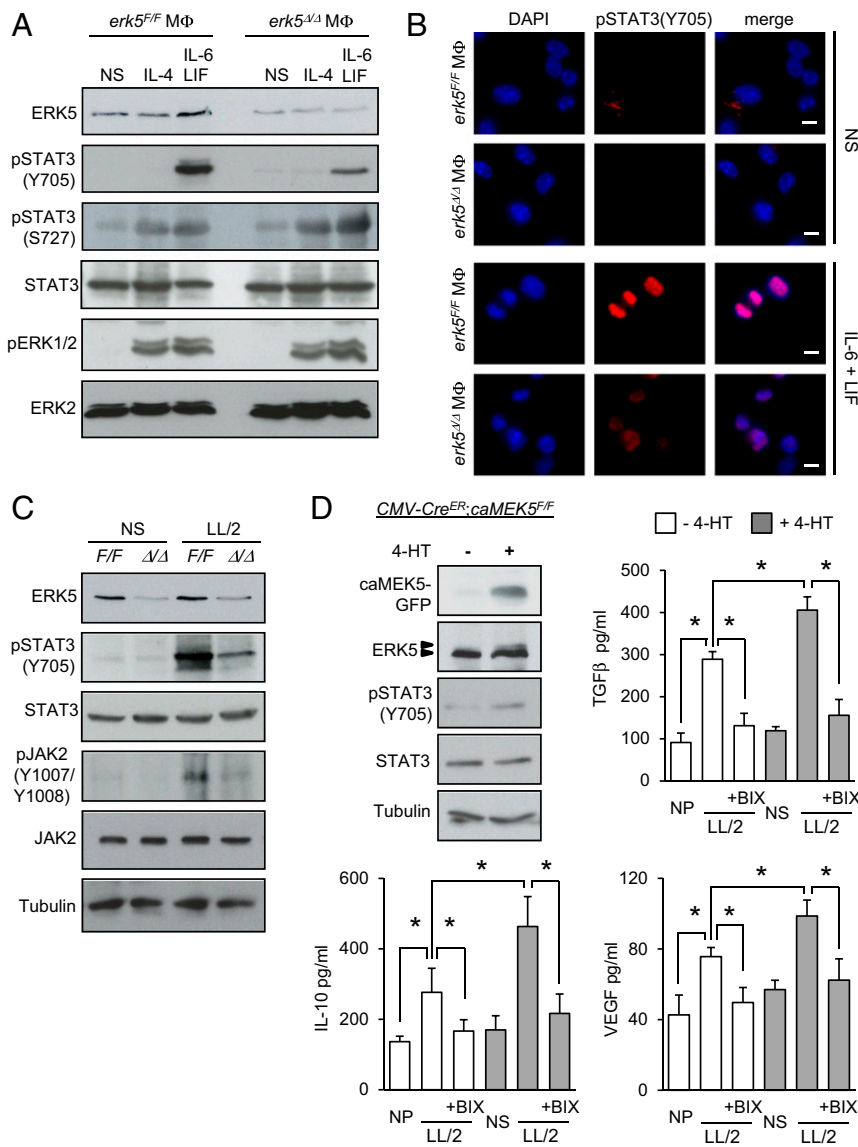 A
erk5F/F MΦ
erk5Δ/Δ MΦ
NS IL-4 IL-6 LIF
NS IL-4 IL-6 LIF
ERK5
pSTAT3 (Y705)
pSTAT3 (S727)
STAT3
pERK1/2
ERK2
B
DAPI pSTAT3(Y705) merge
erk5F/F MΦ
erk5Δ/Δ MΦ
NS
erk5F/F MΦ
erk5Δ/Δ MΦ
IL-6 + LIF
C
NS LL/2
F/F Δ/Δ F/F Δ/Δ
ERK5
pSTAT3
(Y705)
STAT3
pJAK2
(Y1007/
Y1008)
JAK2
Tubulin
D
CMV-CreER;caMEK5F/F
4-HT - +
caMEK5-
GFP
ERK5
pSTAT3
(Y705)
STAT3
Tubulin
- 4-HT + 4-HT
TGFβ pg/ml
500
400
300
200
100
0
* * * *
NP +BIX NS +BIX
LL/2 LL/2
IL-10 pg/ml
600
400
200
0
* * * *
NP +BIX NS +BIX
LL/2 LL/2
VEGF pg/ml
120
80
40
0
* * * *
NP +BIX NS +BIX
LL/2 LL/2